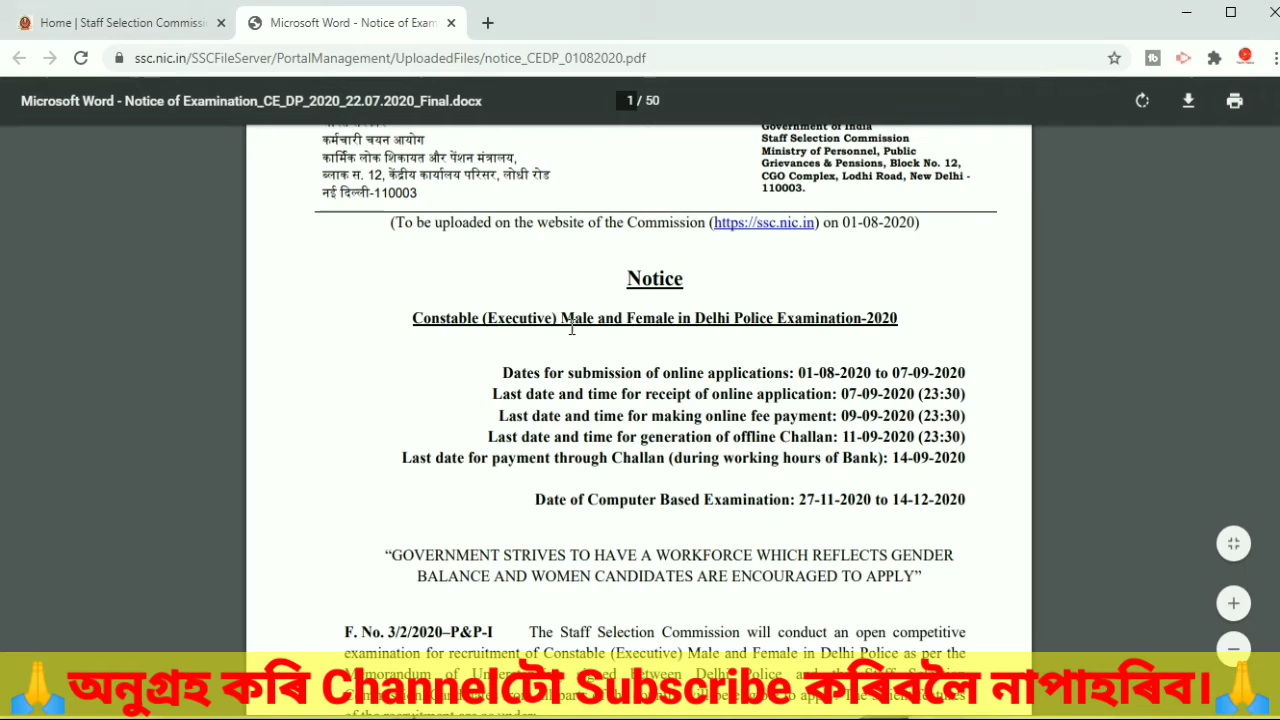 Home | Staff Selection Commissi
Microsoft Word - Notice of Exam
ssc.nic.in/SSCFileServer/PortalManagement/UploadedFiles/notice_CEDP_01082020.pdf
Microsoft Word - Notice of Examination_CE_DP_2020_22.07.2020_Final.docx
1 / 50
कर्मचारी चयन आयोग
कार्मिक लोक शिकायत और पेंशन मंत्रालय,
ब्लाक स. 12, केंद्रीय कार्यालय परिसर, लोधी रोड
नई दिल्ली-110003
Government of India
Staff Selection Commission
Ministry of Personnel, Public
Grievances & Pensions, Block No. 12,
CGO Complex, Lodhi Road, New Delhi -
110003.
(To be uploaded on the website of the Commission (https://ssc.nic.in) on 01-08-2020)
Notice
Constable (Executive) Male and Female in Delhi Police Examination-2020
Dates for submission of online applications: 01-08-2020 to 07-09-2020
Last date and time for receipt of online application: 07-09-2020 (23:30)
Last date and time for making online fee payment: 09-09-2020 (23:30)
Last date and time for generation of offline Challan: 11-09-2020 (23:30)
Last date for payment through Challan (during working hours of Bank): 14-09-2020
Date of Computer Based Examination: 27-11-2020 to 14-12-2020
“GOVERNMENT STRIVES TO HAVE A WORKFORCE WHICH REFLECTS GENDER
BALANCE AND WOMEN CANDIDATES ARE ENCOURAGED TO APPLY”
F. No. 3/2/2020–P&P-I The Staff Selection Commission will conduct an open competitive
examination for recruitment of Constable (Executive) Male and Female in Delhi Police as per the
অনুগ্ৰহ কৰি Channelটো Subscribe কৰিবলৈ নাপাহৰিব।